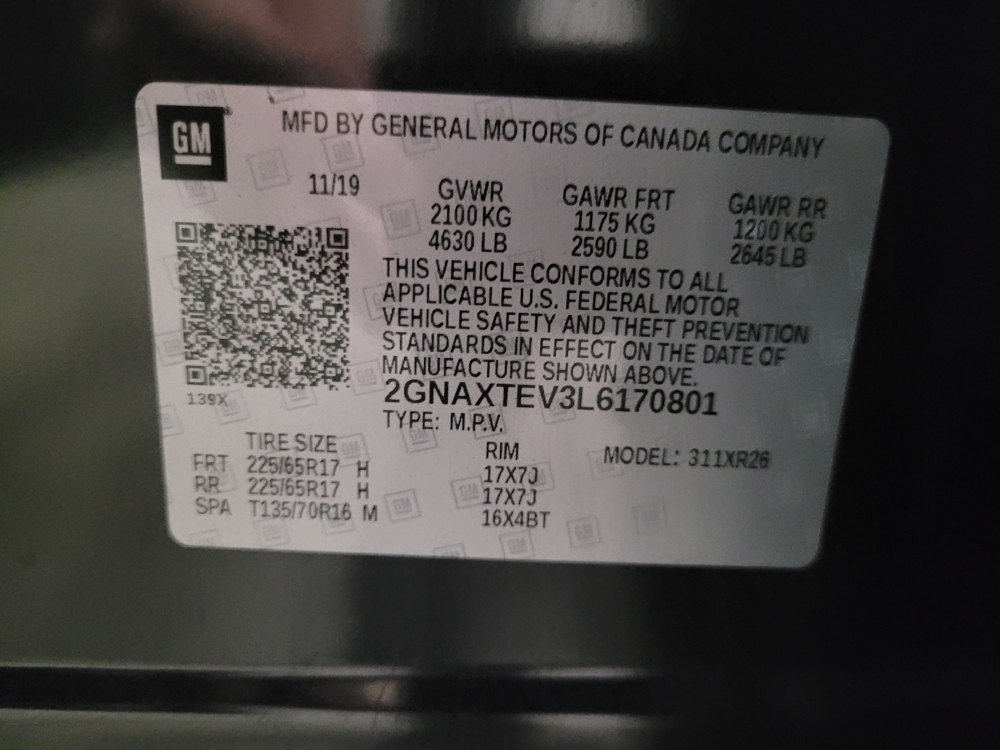 GM
MFD BY GENERAL MOTORS OF CANADA COMPANY
11/19 GVWR GAWR FRT GAWR RR
2100 KG 1175 KG 1200 KG
4630 LB 2590 LB 2645 LB
THIS VEHICLE CONFORMS TO ALL
APPLICABLE U.S. FEDERAL MOTOR
VEHICLE SAFETY AND THEFT PREVENTION
STANDARDS IN EFFECT ON THE DATE OF
MANUFACTURE SHOWN ABOVE.
139X 2GNAXTEV3L6170801
TYPE: M.P.V.
TIRE SIZE RIM MODEL: 311XR26
FRT 225/65R17 H 17X7J
RR 225/65R17 H 17X7J
SPA T135/70R16 M 16X4BT